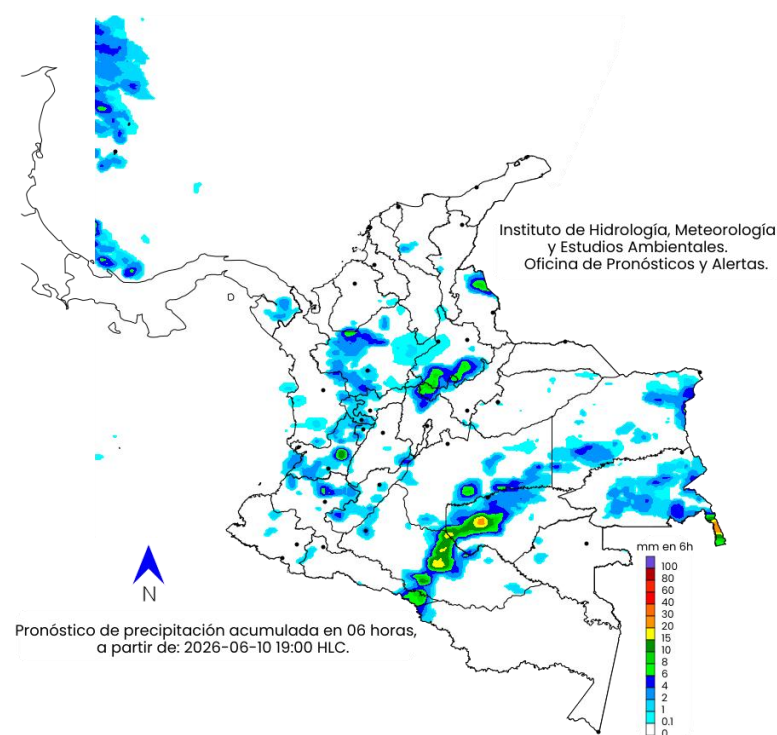 Instituto de Hidrología, Meteorología
y Estudios Ambientales.
Oficina de Pronósticos y Alertas.
N
Pronóstico de precipitación acumulada en 06 horas,
a partir de: 2026-06-10 19:00 HLC.
mm en 6h
100
80
60
40
30
20
15
10
8
6
4
2
1
0.1
0